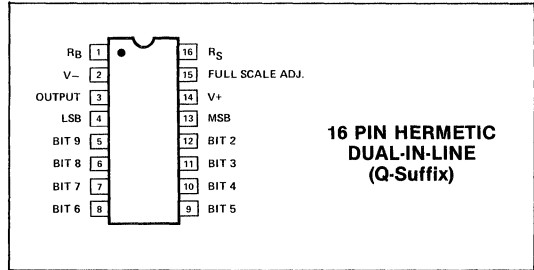 R_B 1 16 R_S
V− 2 15 FULL SCALE ADJ.
OUTPUT 3 14 V+
LSB 4 13 MSB
BIT 9 5 12 BIT 2
BIT 8 6 11 BIT 3
BIT 7 7 10 BIT 4
BIT 6 8 9 BIT 5
16 PIN HERMETIC
DUAL-IN-LINE
(Q-Suffix)